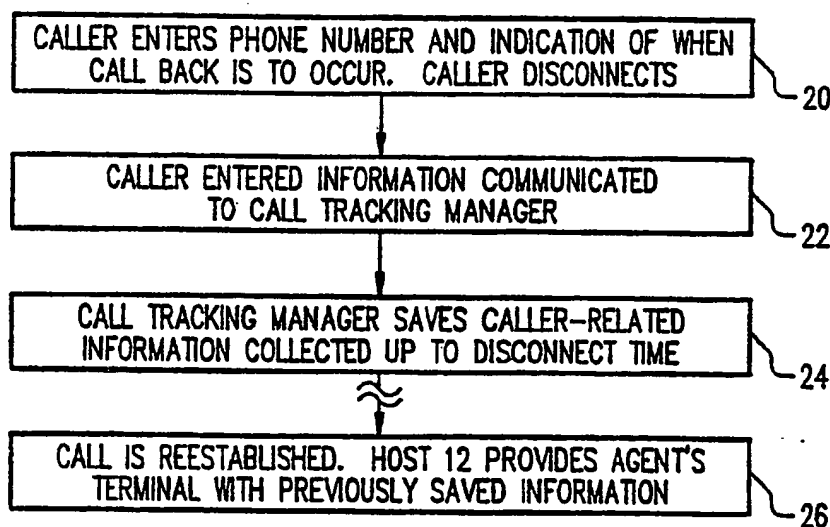 CALLER ENTERS PHONE NUMBER AND INDICATION OF WHEN
CALL BACK IS TO OCCUR. CALLER DISCONNECTS
20
CALLER ENTERED INFORMATION COMMUNICATED
TO CALL TRACKING MANAGER
22
CALL TRACKING MANAGER SAVES CALLER-RELATED
INFORMATION COLLECTED UP TO DISCONNECT TIME
24
CALL IS REESTABLISHED. HOST 12 PROVIDES AGENT'S
TERMINAL WITH PREVIOUSLY SAVED INFORMATION
26